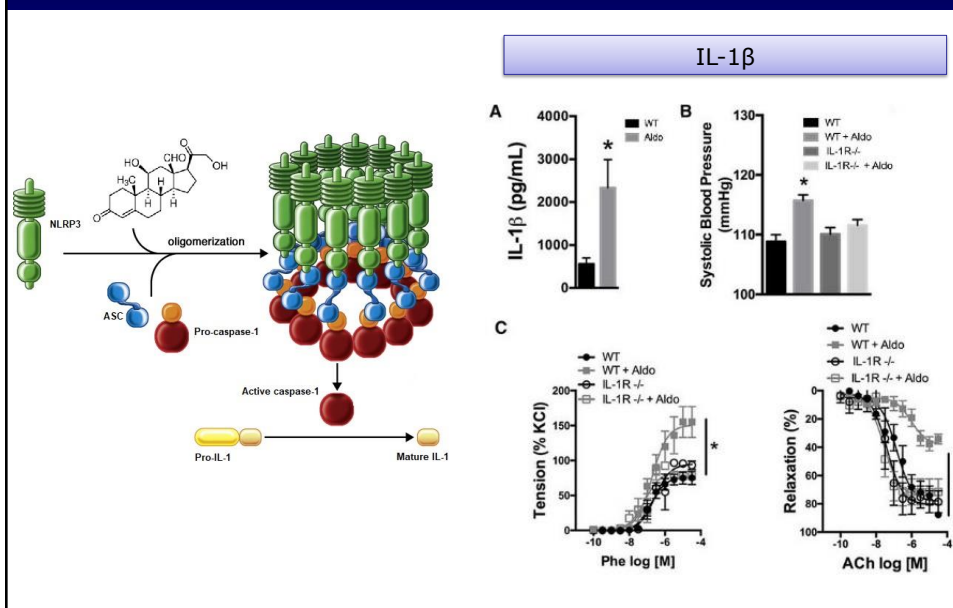 IL-1β
O
CHO
O
OH
HO
CH3
H
H
H
O
NLRP3
oligomerization
ASC
Pro-caspase-1
Active caspase-1
Pro-IL-1
Mature IL-1
A
WT
Aldo
IL-1β (pg/mL)
4000
3000
2000
1000
0
*
B
WT
WT + Aldo
IL-1R-/-
IL-1R-/- + Aldo
Systolic Blood Pressure
(mmHg)
130
120
110
100
*
C
WT
WT + Aldo
IL-1R -/-
IL-1R -/- + Aldo
Tension (% KCl)
200
150
100
50
0
-10
-8
-6
-4
Phe log [M]
*
WT
WT + Aldo
IL-1R -/-
IL-1R -/- + Aldo
Relaxation (%)
0
20
40
60
80
100
-10
-8
-6
-4
ACh log [M]